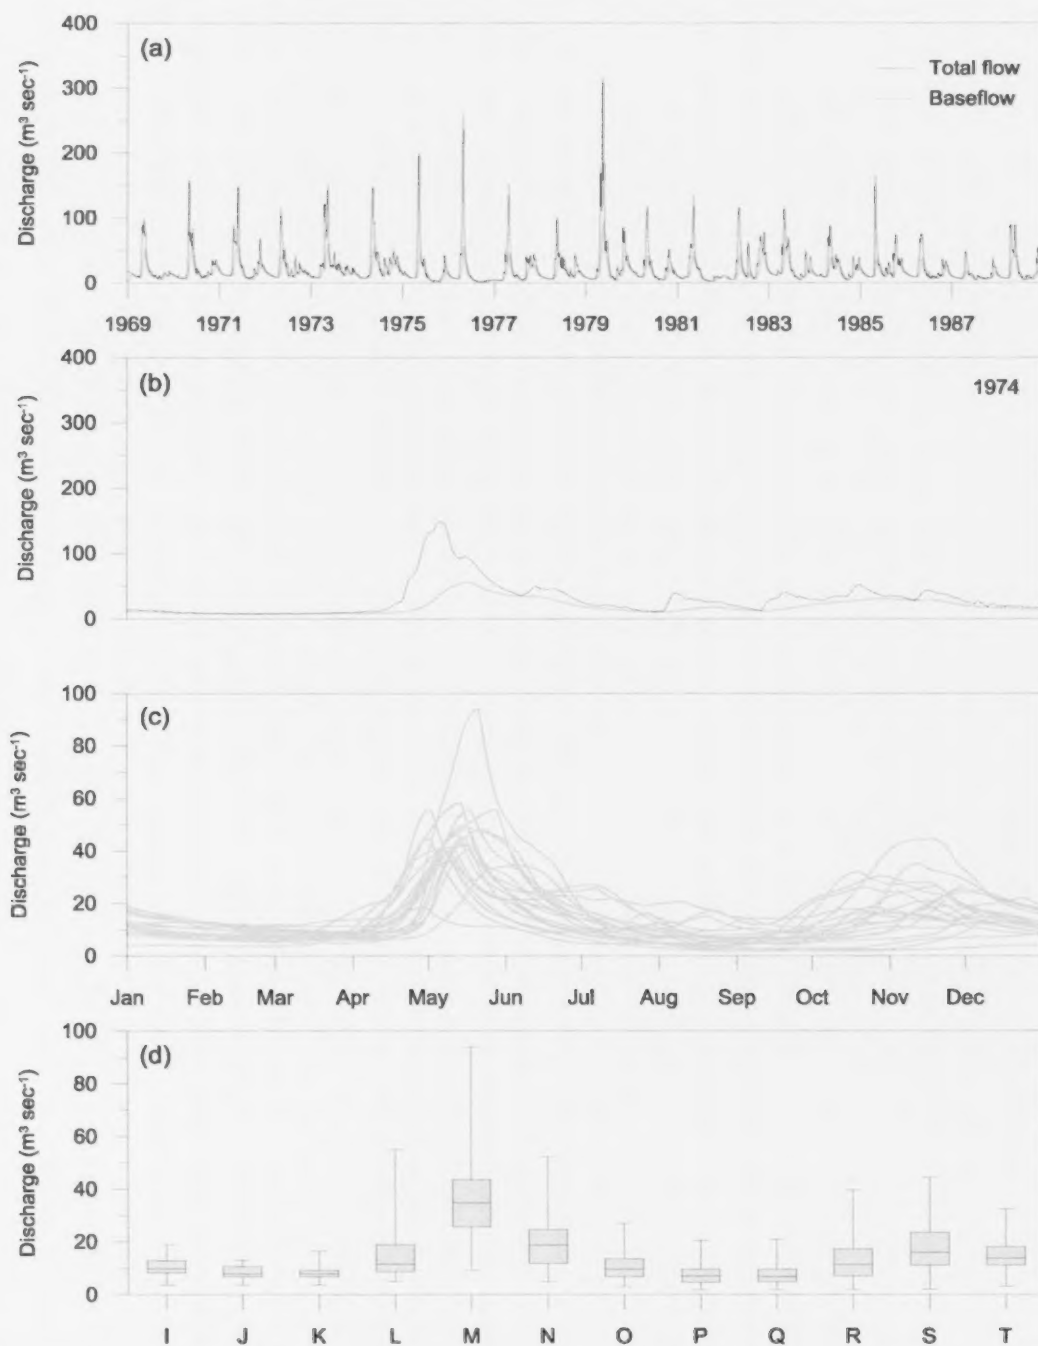 (a)
Discharge (m³ sec⁻¹)
400
300
200
100
0
Total flow
Baseflow
1969 1971 1973 1975 1977 1979 1981 1983 1985 1987
(b)
1974
Discharge (m³ sec⁻¹)
400
300
200
100
0
(c)
Discharge (m³ sec⁻¹)
100
80
60
40
20
0
Jan Feb Mar Apr May Jun Jul Aug Sep Oct Nov Dec
(d)
Discharge (m³ sec⁻¹)
100
80
60
40
20
0
I J K L M N O P Q R S T